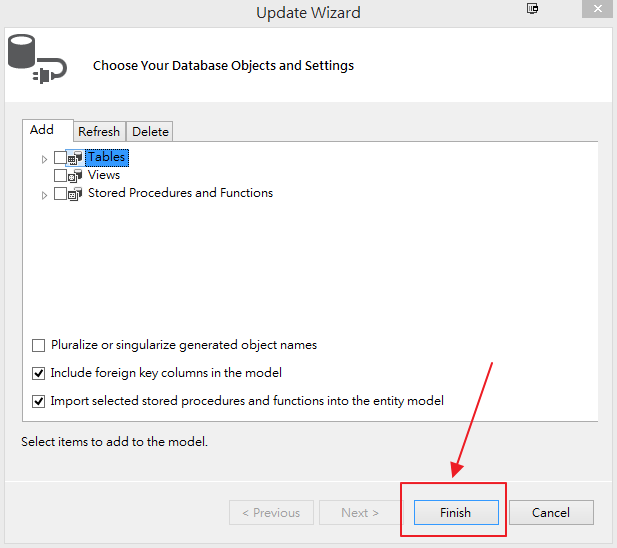 Update Wizard
Choose Your Database Objects and Settings
Add Refresh Delete
Tables
Views
Stored Procedures and Functions
Pluralize or singularize generated object names
Include foreign key columns in the model
Import selected stored procedures and functions into the entity model
Select items to add to the model.
< Previous Next > Finish Cancel